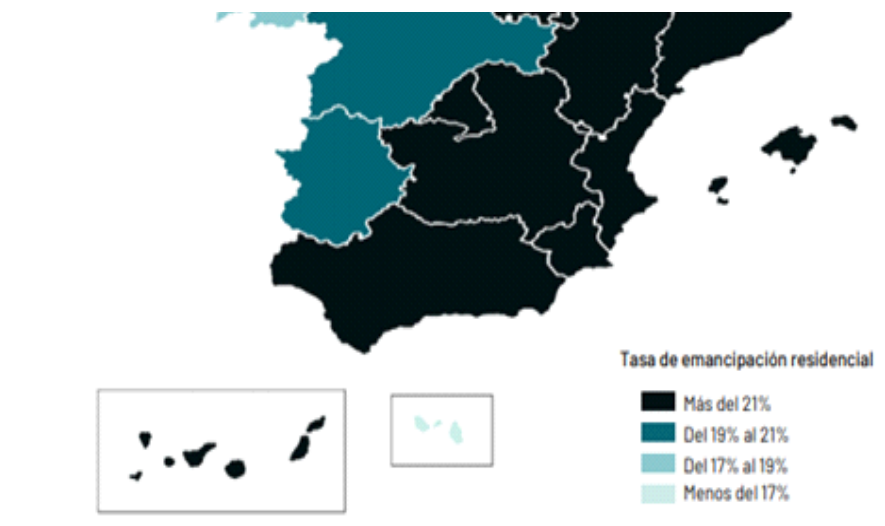 Tasa de emancipación residencial
Más del 21%
Del 19% al 21%
Del 17% al 19%
Menos del 17%